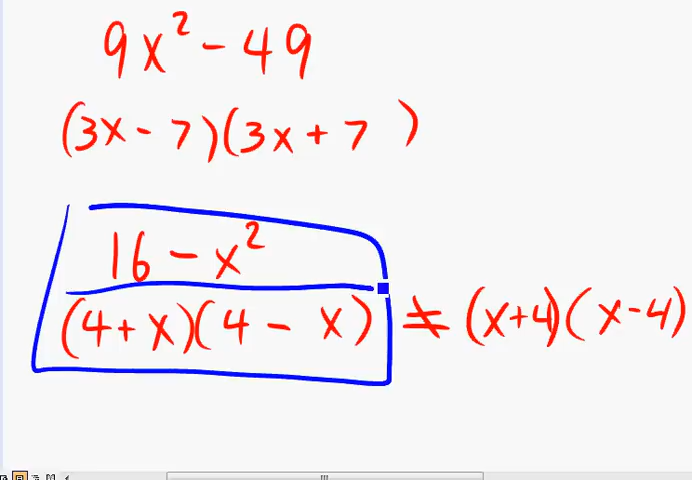 9x² - 49
(3x - 7)(3x + 7)
16 - x²
(4 + x)(4 - x) ≠ (x+4)(x-4)